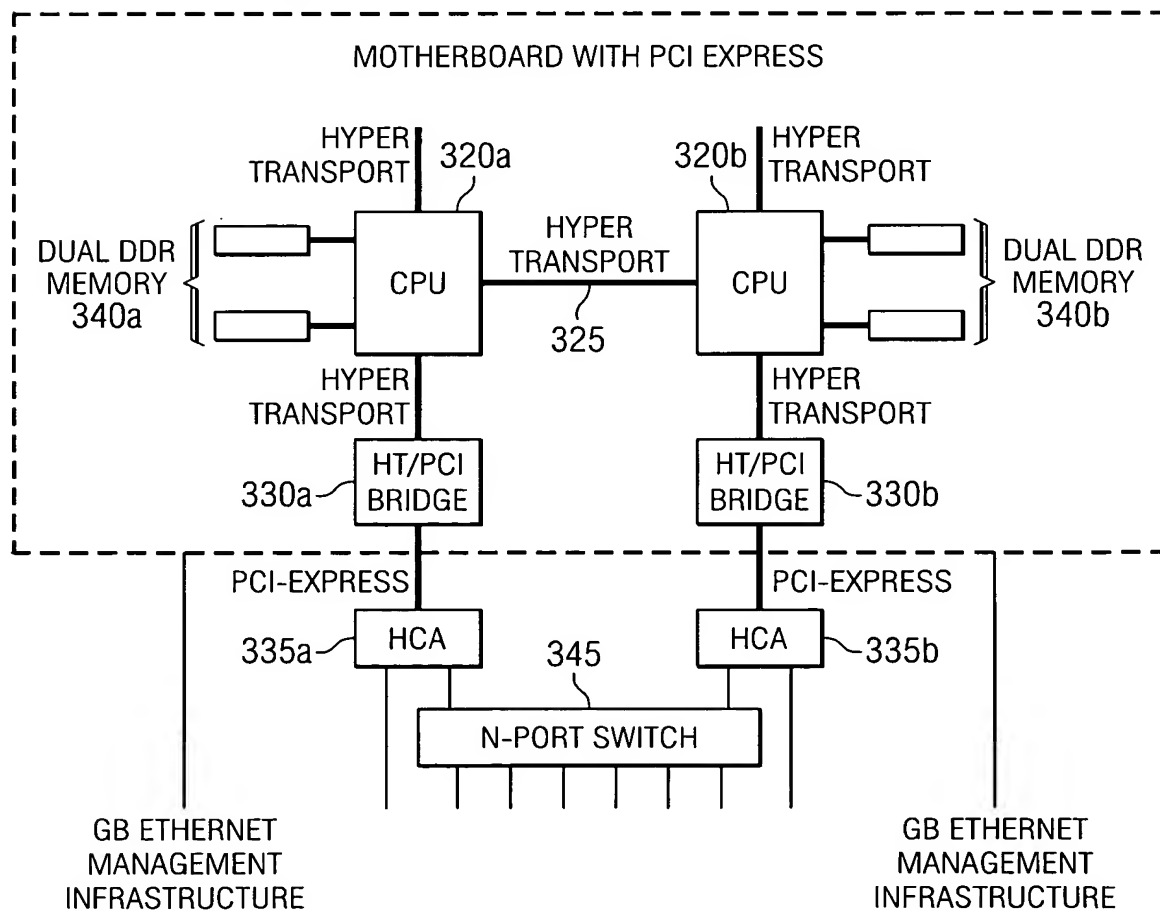 MOTHERBOARD WITH PCI EXPRESS
HYPER
TRANSPORT
320a
320b
HYPER
TRANSPORT
DUAL DDR
MEMORY
340a
CPU
HYPER
TRANSPORT
325
CPU
DUAL DDR
MEMORY
340b
HYPER
TRANSPORT
HYPER
TRANSPORT
330a
HT/PCI
BRIDGE
HT/PCI
BRIDGE
330b
PCI-EXPRESS
PCI-EXPRESS
335a
HCA
345
HCA
335b
N-PORT SWITCH
GB ETHERNET
MANAGEMENT
INFRASTRUCTURE
GB ETHERNET
MANAGEMENT
INFRASTRUCTURE